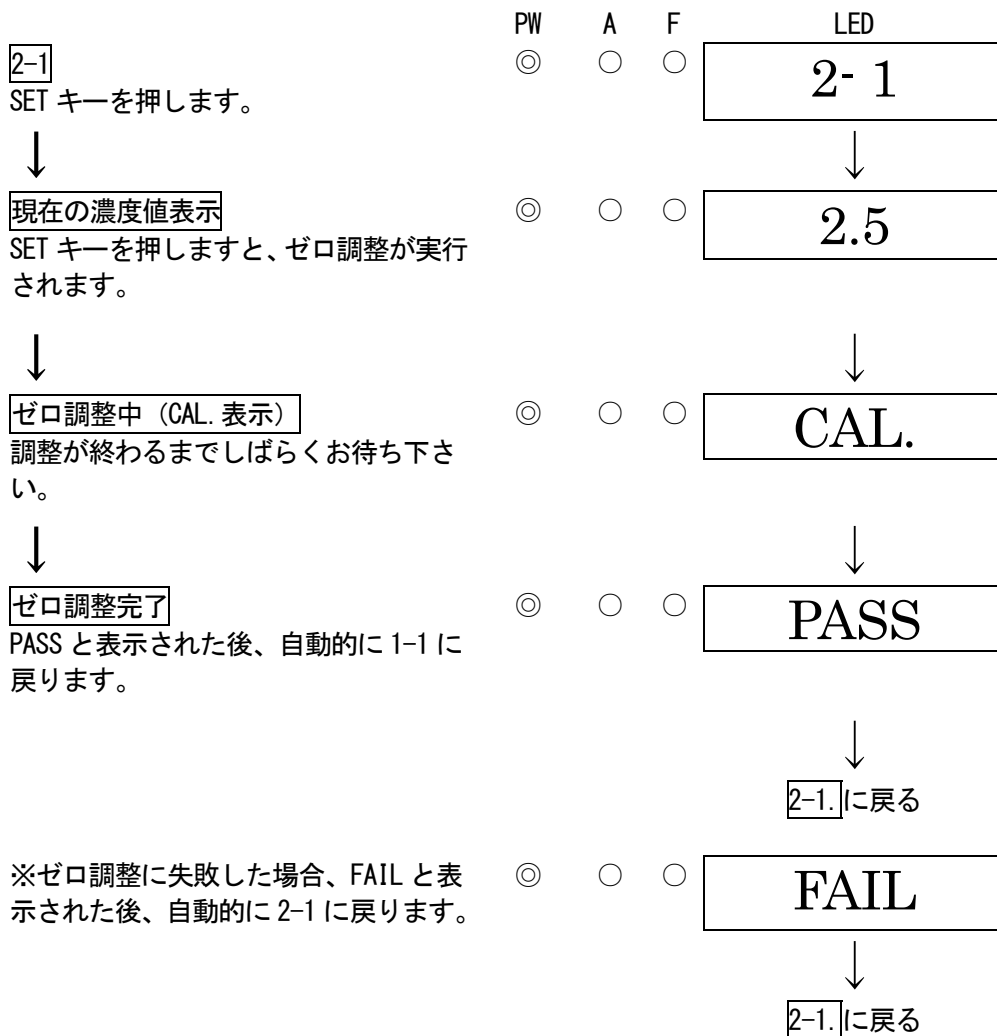 PW A F LED
2-1 ◎ ○ ○ 2- 1
SET キーを押します。
↓ ↓
現在の濃度値表示 ◎ ○ ○ 2.5
SET キーを押しますと、ゼロ調整が実行
されます。
↓ ↓
ゼロ調整中（CAL.表示） ◎ ○ ○ CAL.
調整が終わるまでしばらくお待ち下さ
い。
↓ ↓
ゼロ調整完了 ◎ ○ ○ PASS
PASS と表示された後、自動的に 1-1 に
戻ります。
↓
2-1.に戻る
※ゼロ調整に失敗した場合、FAIL と表 ◎ ○ ○ FAIL
示された後、自動的に 2-1 に戻ります。
↓
2-1.に戻る